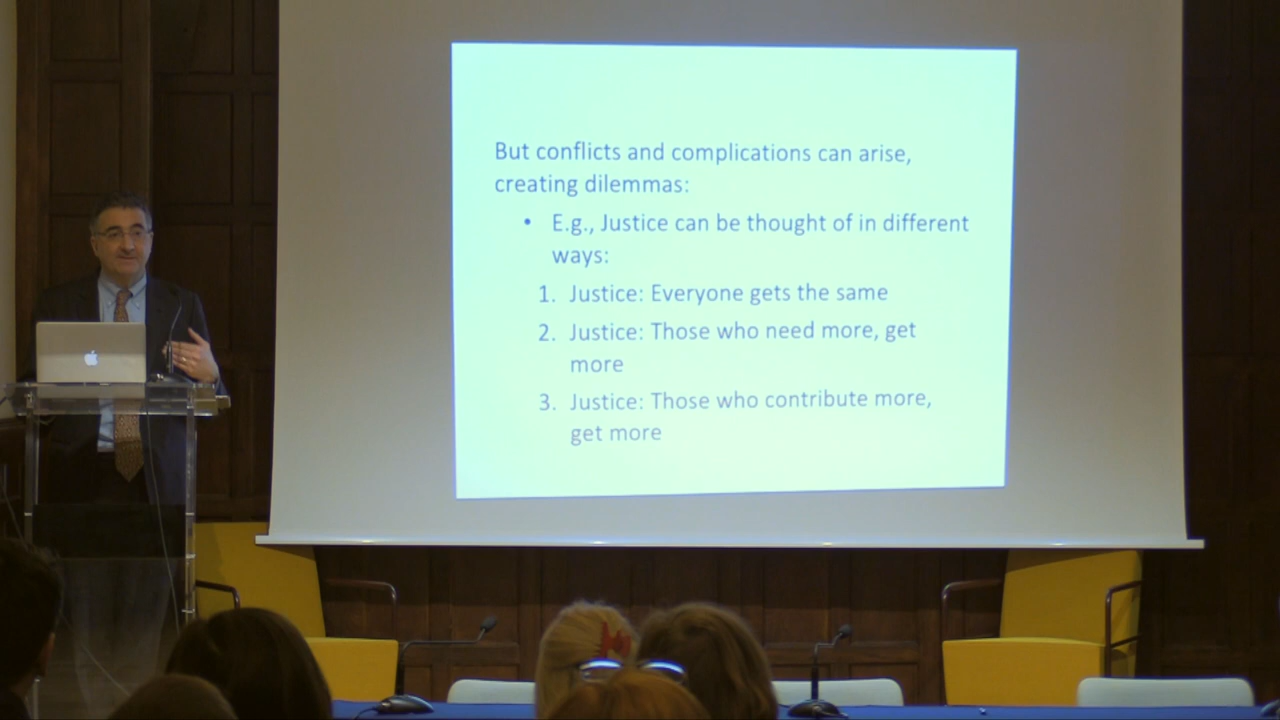 But conflicts and complications can arise,
creating dilemmas:
• E.g., Justice can be thought of in different
ways:
1. Justice: Everyone gets the same
2. Justice: Those who need more, get
more
3. Justice: Those who contribute more,
get more